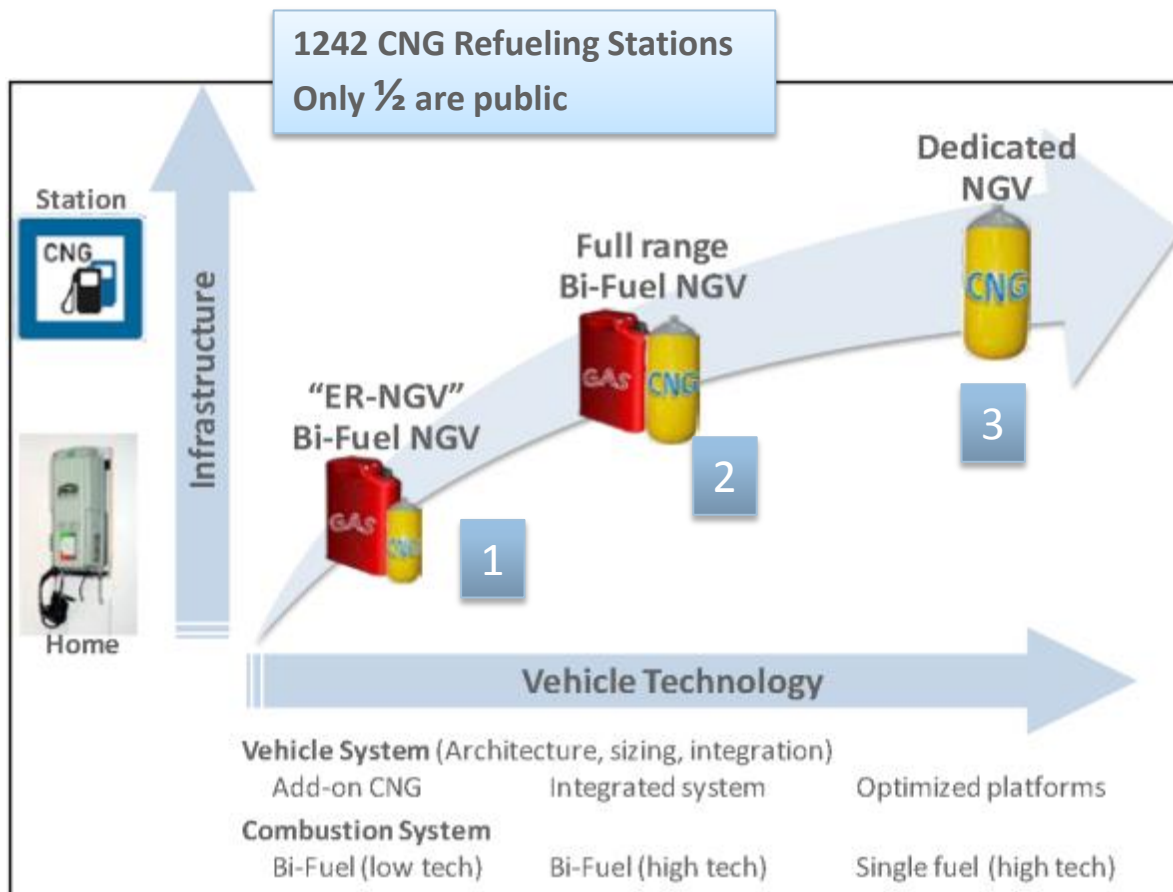 1242 CNG Refueling Stations
Only ½ are public
Station
CNG
Home
Infrastructure
"ER-NGV"
Bi-Fuel NGV
GAS
CNG
1
Full range
Bi-Fuel NGV
GAS
CNG
2
Dedicated
NGV
CNG
3
Vehicle Technology
Vehicle System (Architecture, sizing, integration)
Add-on CNG Integrated system Optimized platforms
Combustion System
Bi-Fuel (low tech) Bi-Fuel (high tech) Single fuel (high tech)